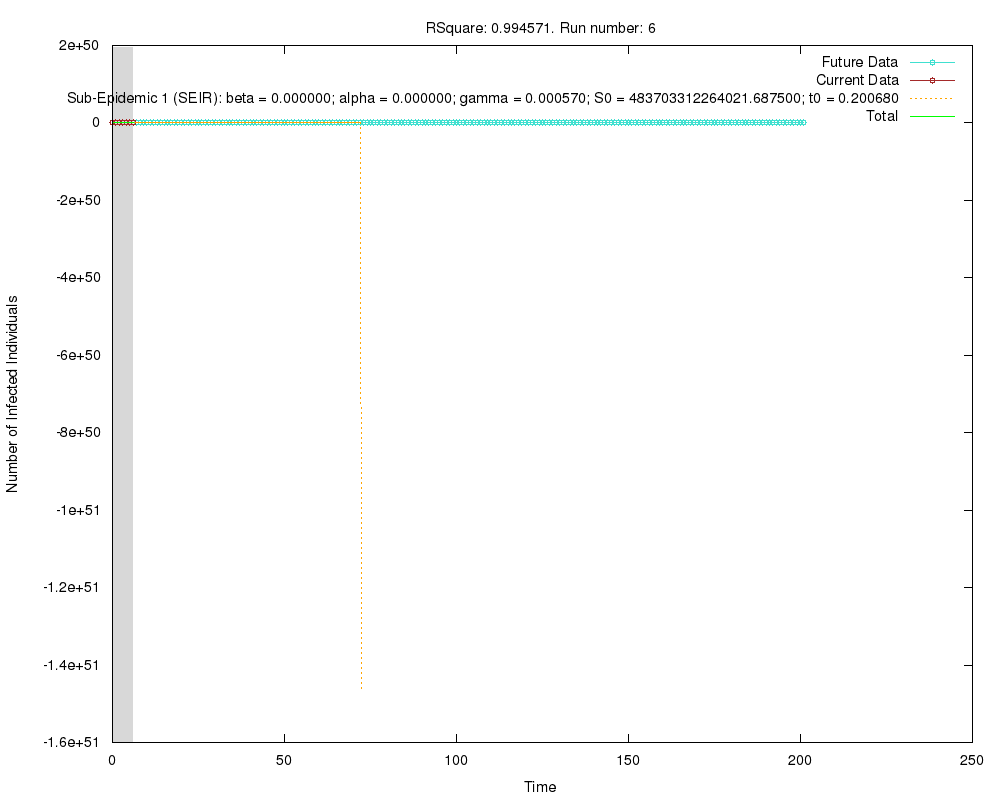 RSquare: 0.994571. Run number: 6
2e+50
0
-2e+50
-4e+50
-6e+50
-8e+50
-1e+51
-1.2e+51
-1.4e+51
-1.6e+51
Number of Infected Individuals
Future Data
Current Data
Sub-Epidemic 1 (SEIR): beta = 0.000000; alpha = 0.000000; gamma = 0.000570; S0 = 483703312264021.687500; t0 = 0.200680
Total
0
50
100
150
200
250
Time